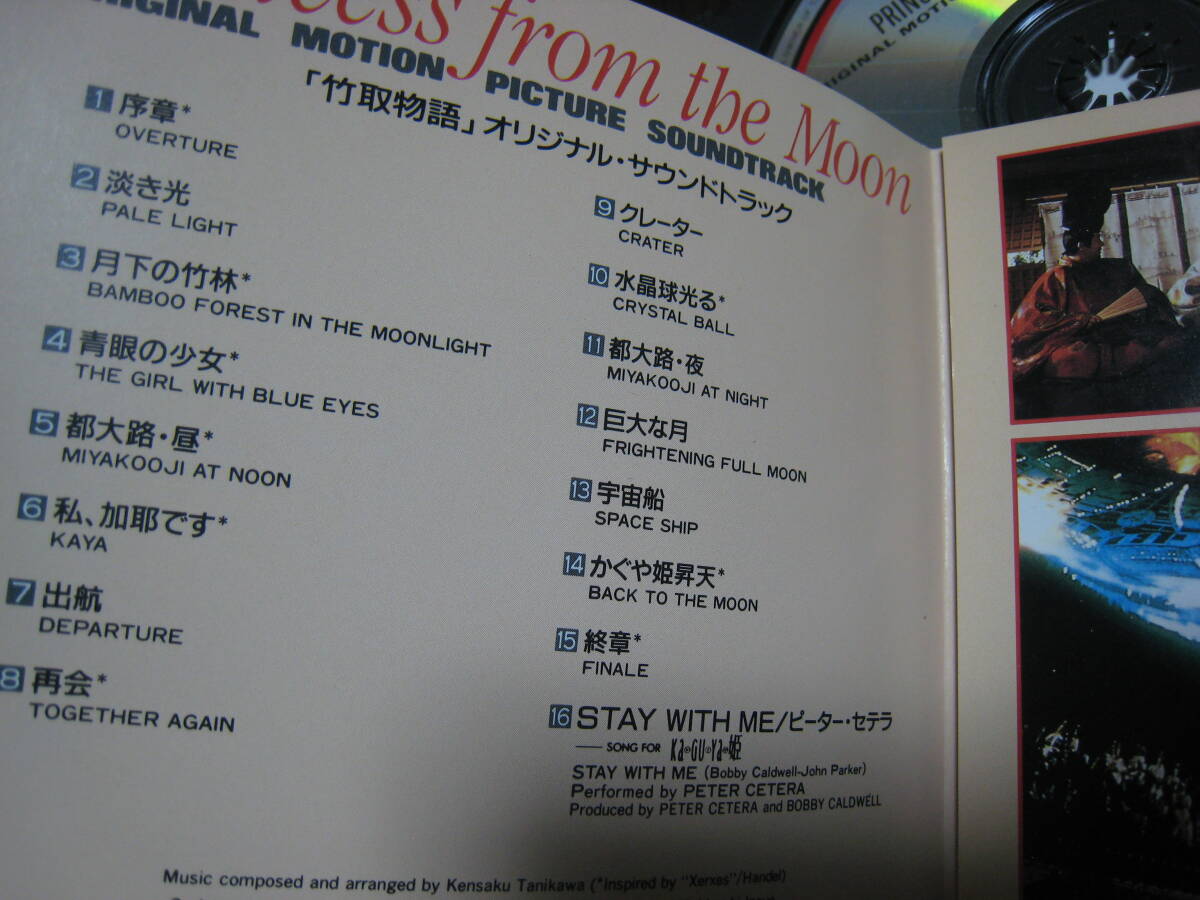 from the Moon
ORIGINAL MOTION PICTURE SOUNDTRACK
「竹取物語」オリジナル・サウンドトラック
1 序章*
OVERTURE
2 淡き光
PALE LIGHT
3 月下の竹林*
BAMBOO FOREST IN THE MOONLIGHT
4 青眼の少女*
THE GIRL WITH BLUE EYES
5 都大路・昼*
MIYAKOOJI AT NOON
6 私、加耶です*
KAYA
7 出航
DEPARTURE
8 再会*
TOGETHER AGAIN
9 クレーター
CRATER
10 水晶球光る*
CRYSTAL BALL
11 都大路・夜
MIYAKOOJI AT NIGHT
12 巨大な月
FRIGHTENING FULL MOON
13 宇宙船
SPACE SHIP
14 かぐや姫昇天*
BACK TO THE MOON
15 終章*
FINALE
16 STAY WITH ME/ピーター・セテラ
—— SONG FOR Ka·GU·Ya姫
STAY WITH ME (Bobby Caldwell-John Parker)
Performed by PETER CETERA
Produced by PETER CETERA and BOBBY CALDWELL
Music composed and arranged by Kensaku Tanikawa (*Inspired by "Xerxes"/Handel)
PRIN
ORIGINAL MOTIO